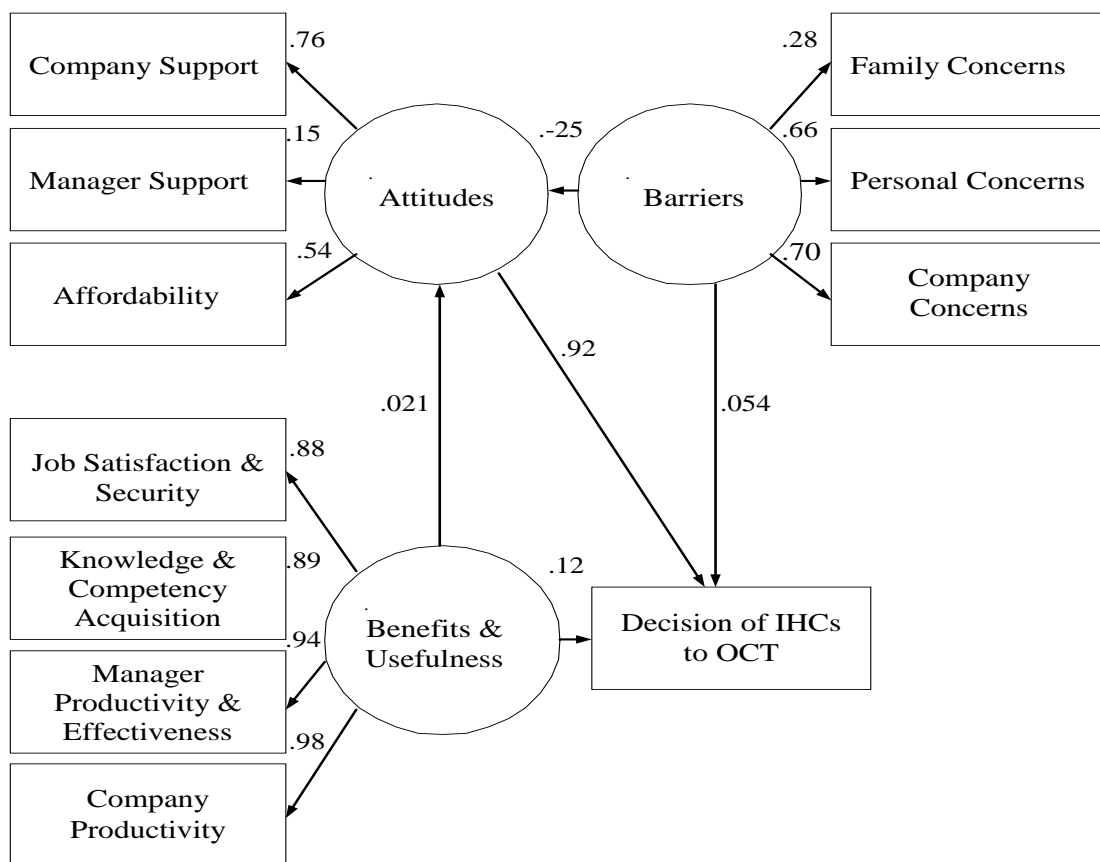 .76
Company Support
.15
Manager Support
.54
Affordability
Attitudes
.-25
Barriers
.28
Family Concerns
.66
Personal Concerns
.70
Company
Concerns
.92
.021
.054
.88
Job Satisfaction &
Security
.89
Knowledge &
Competency
Acquisition
.94
Manager
Productivity &
Effectiveness
.98
Company
Productivity
Benefits &
Usefulness
.12
Decision of IHCs
to OCT